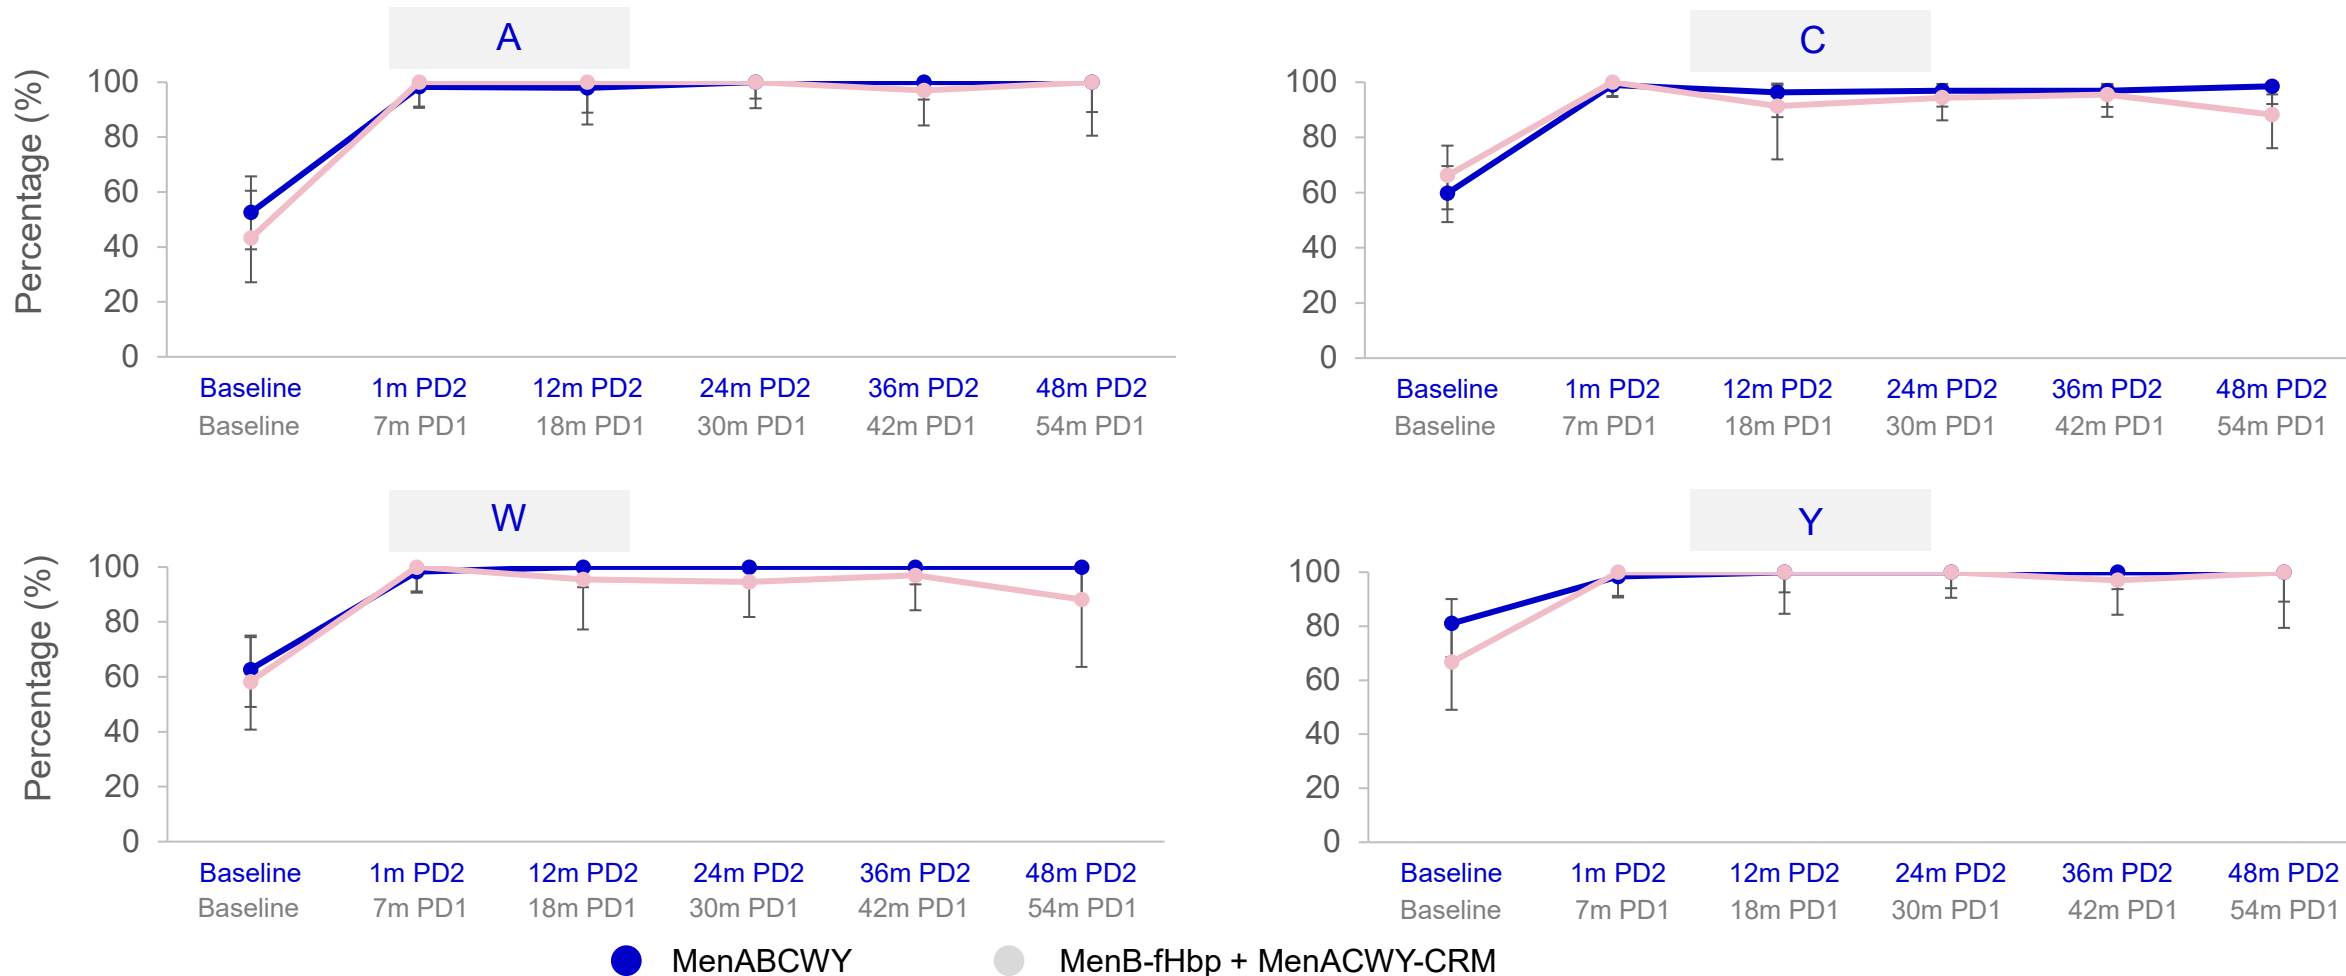 A
Percentage (%)
100
80
60
40
20
0
Baseline 1m PD2 12m PD2 24m PD2 36m PD2 48m PD2
Baseline 7m PD1 18m PD1 30m PD1 42m PD1 54m PD1
C
100
80
60
40
20
0
Baseline 1m PD2 12m PD2 24m PD2 36m PD2 48m PD2
Baseline 7m PD1 18m PD1 30m PD1 42m PD1 54m PD1
W
Percentage (%)
100
80
60
40
20
0
Baseline 1m PD2 12m PD2 24m PD2 36m PD2 48m PD2
Baseline 7m PD1 18m PD1 30m PD1 42m PD1 54m PD1
Y
100
80
60
40
20
0
Baseline 1m PD2 12m PD2 24m PD2 36m PD2 48m PD2
Baseline 7m PD1 18m PD1 30m PD1 42m PD1 54m PD1
MenABCWY MenB-fHbp + MenACWY-CRM